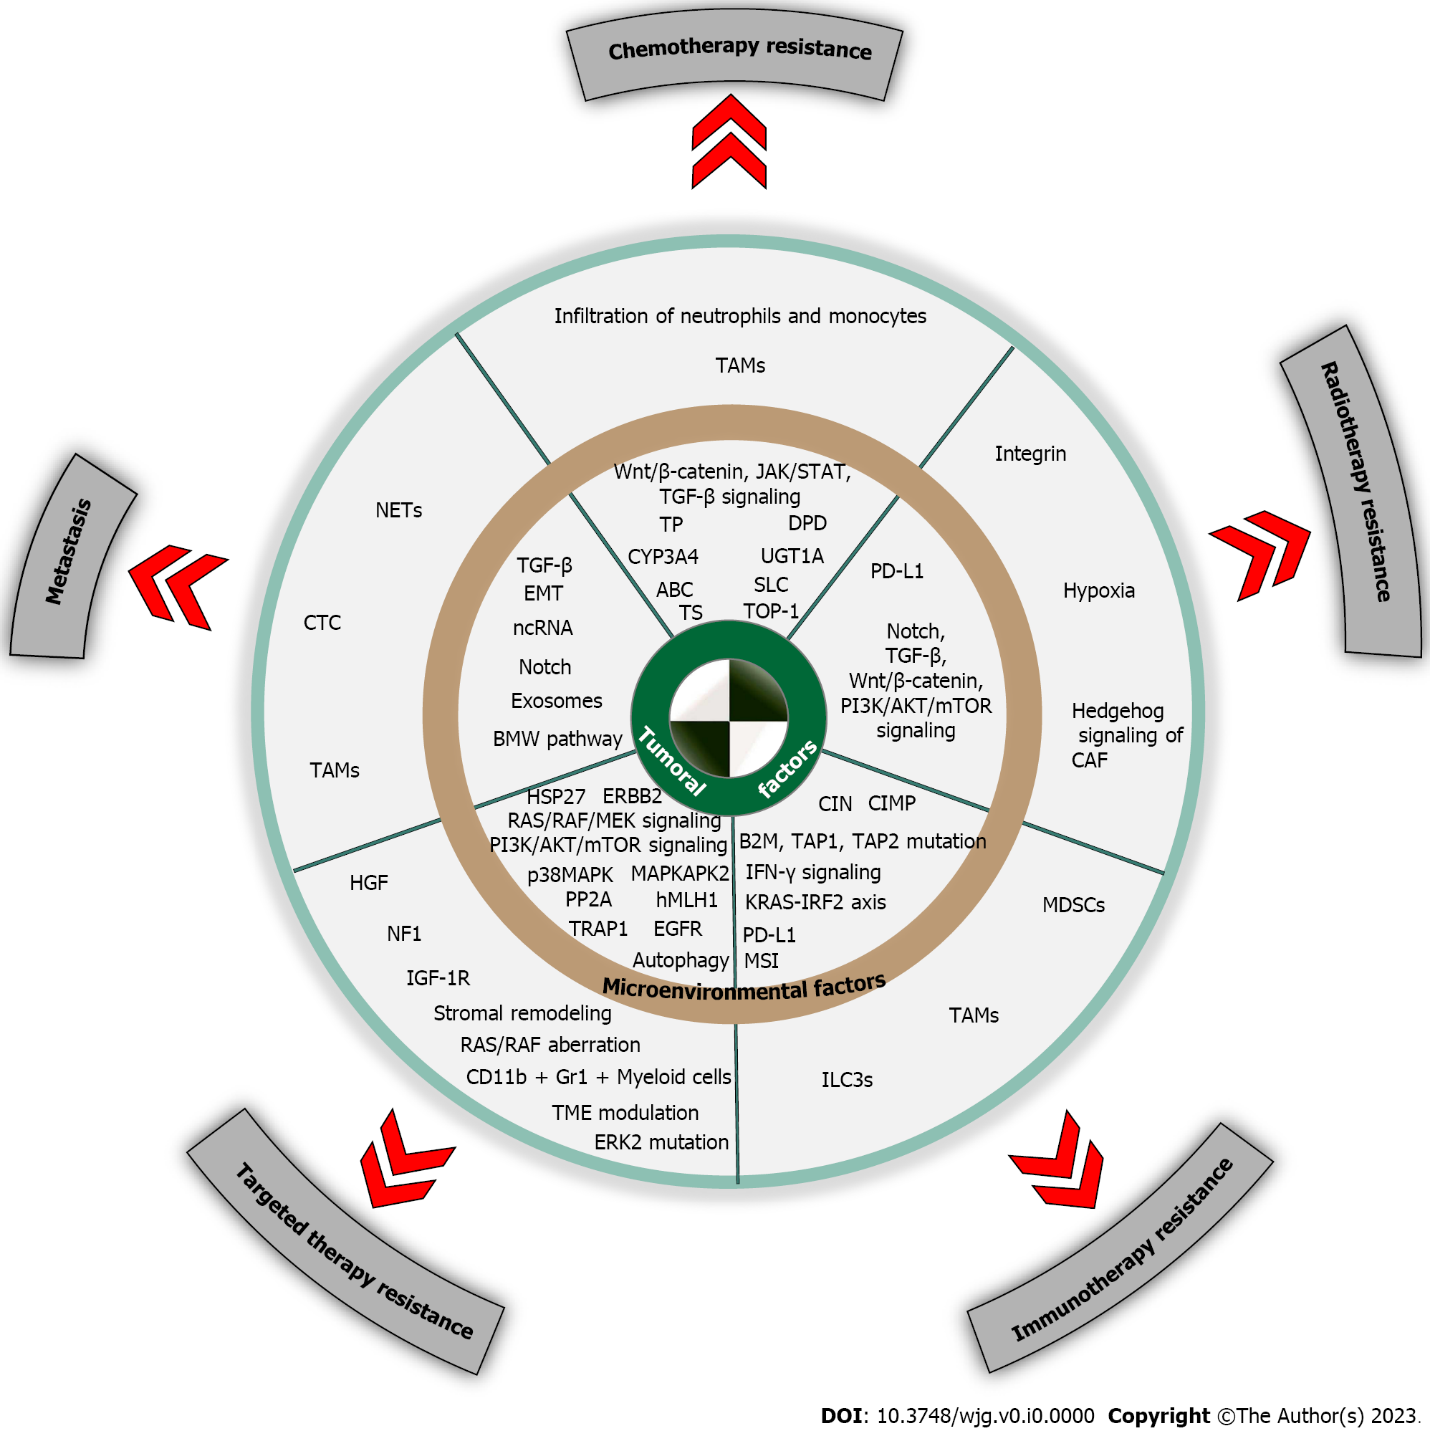 Chemotherapy resistance
Radiotherapy resistance
Metastasis
Infiltration of neutrophils and monocytes
TAMs
Wnt/β-catenin, JAK/STAT,
TGF-β signaling
TP
DPD
CYP3A4
UGT1A
ABC
SLC
TS
TOP-1
Integrin
Hypoxia
Hedgehog
signaling of
CAF
PD-L1
Notch,
TGF-β,
Wnt/β-catenin,
PI3K/AKT/mTOR
signaling
NETs
CTC
TAMs
TGF-β
EMT
ncRNA
Notch
Exosomes
BMW pathway
Tumoral factors
HSP27 ERBB2
RAS/RAF/MEK signaling
PI3K/AKT/mTOR signaling
p38MAPK MAPKAPK2
PP2A hMLH1
TRAP1 EGFR
Autophagy
CIN CIMP
B2M, TAP1, TAP2 mutation
IFN-γ signaling
KRAS-IRF2 axis
PD-L1
MSI
Microenvironmental factors
HGF
NF1
IGF-1R
Stromal remodeling
RAS/RAF aberration
CD11b + Gr1 + Myeloid cells
TME modulation
ERK2 mutation
MDSCs
TAMs
ILC3s
Targeted therapy resistance
Immunotherapy resistance
DOI: 10.3748/wjg.v0.i0.0000 Copyright ©The Author(s) 2023.